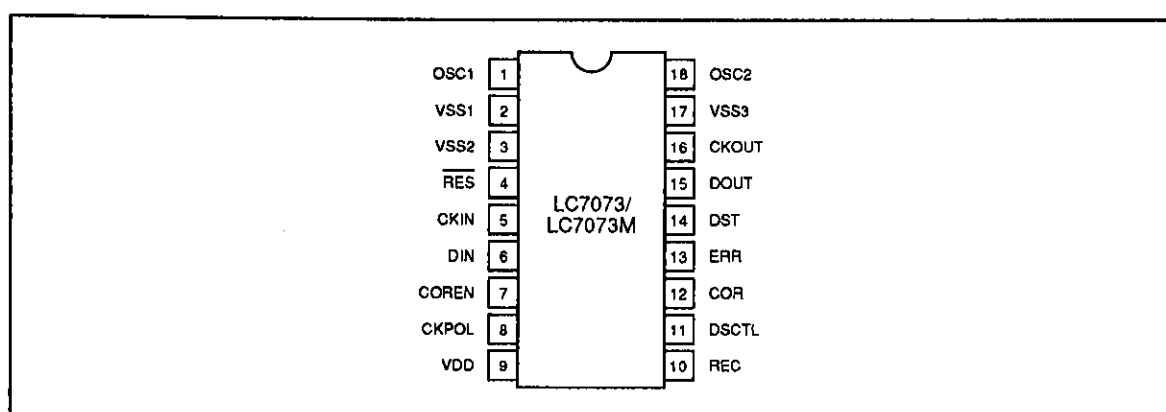 OSC1 1 18 OSC2
VSS1 2 17 VSS3
VSS2 3 16 CKOUT
RES 4 15 DOUT
LC7073/
LC7073M
CKIN 5 14 DST
DIN 6 13 ERR
COREN 7 12 COR
CKPOL 8 11 DSCTL
VDD 9 10 REC